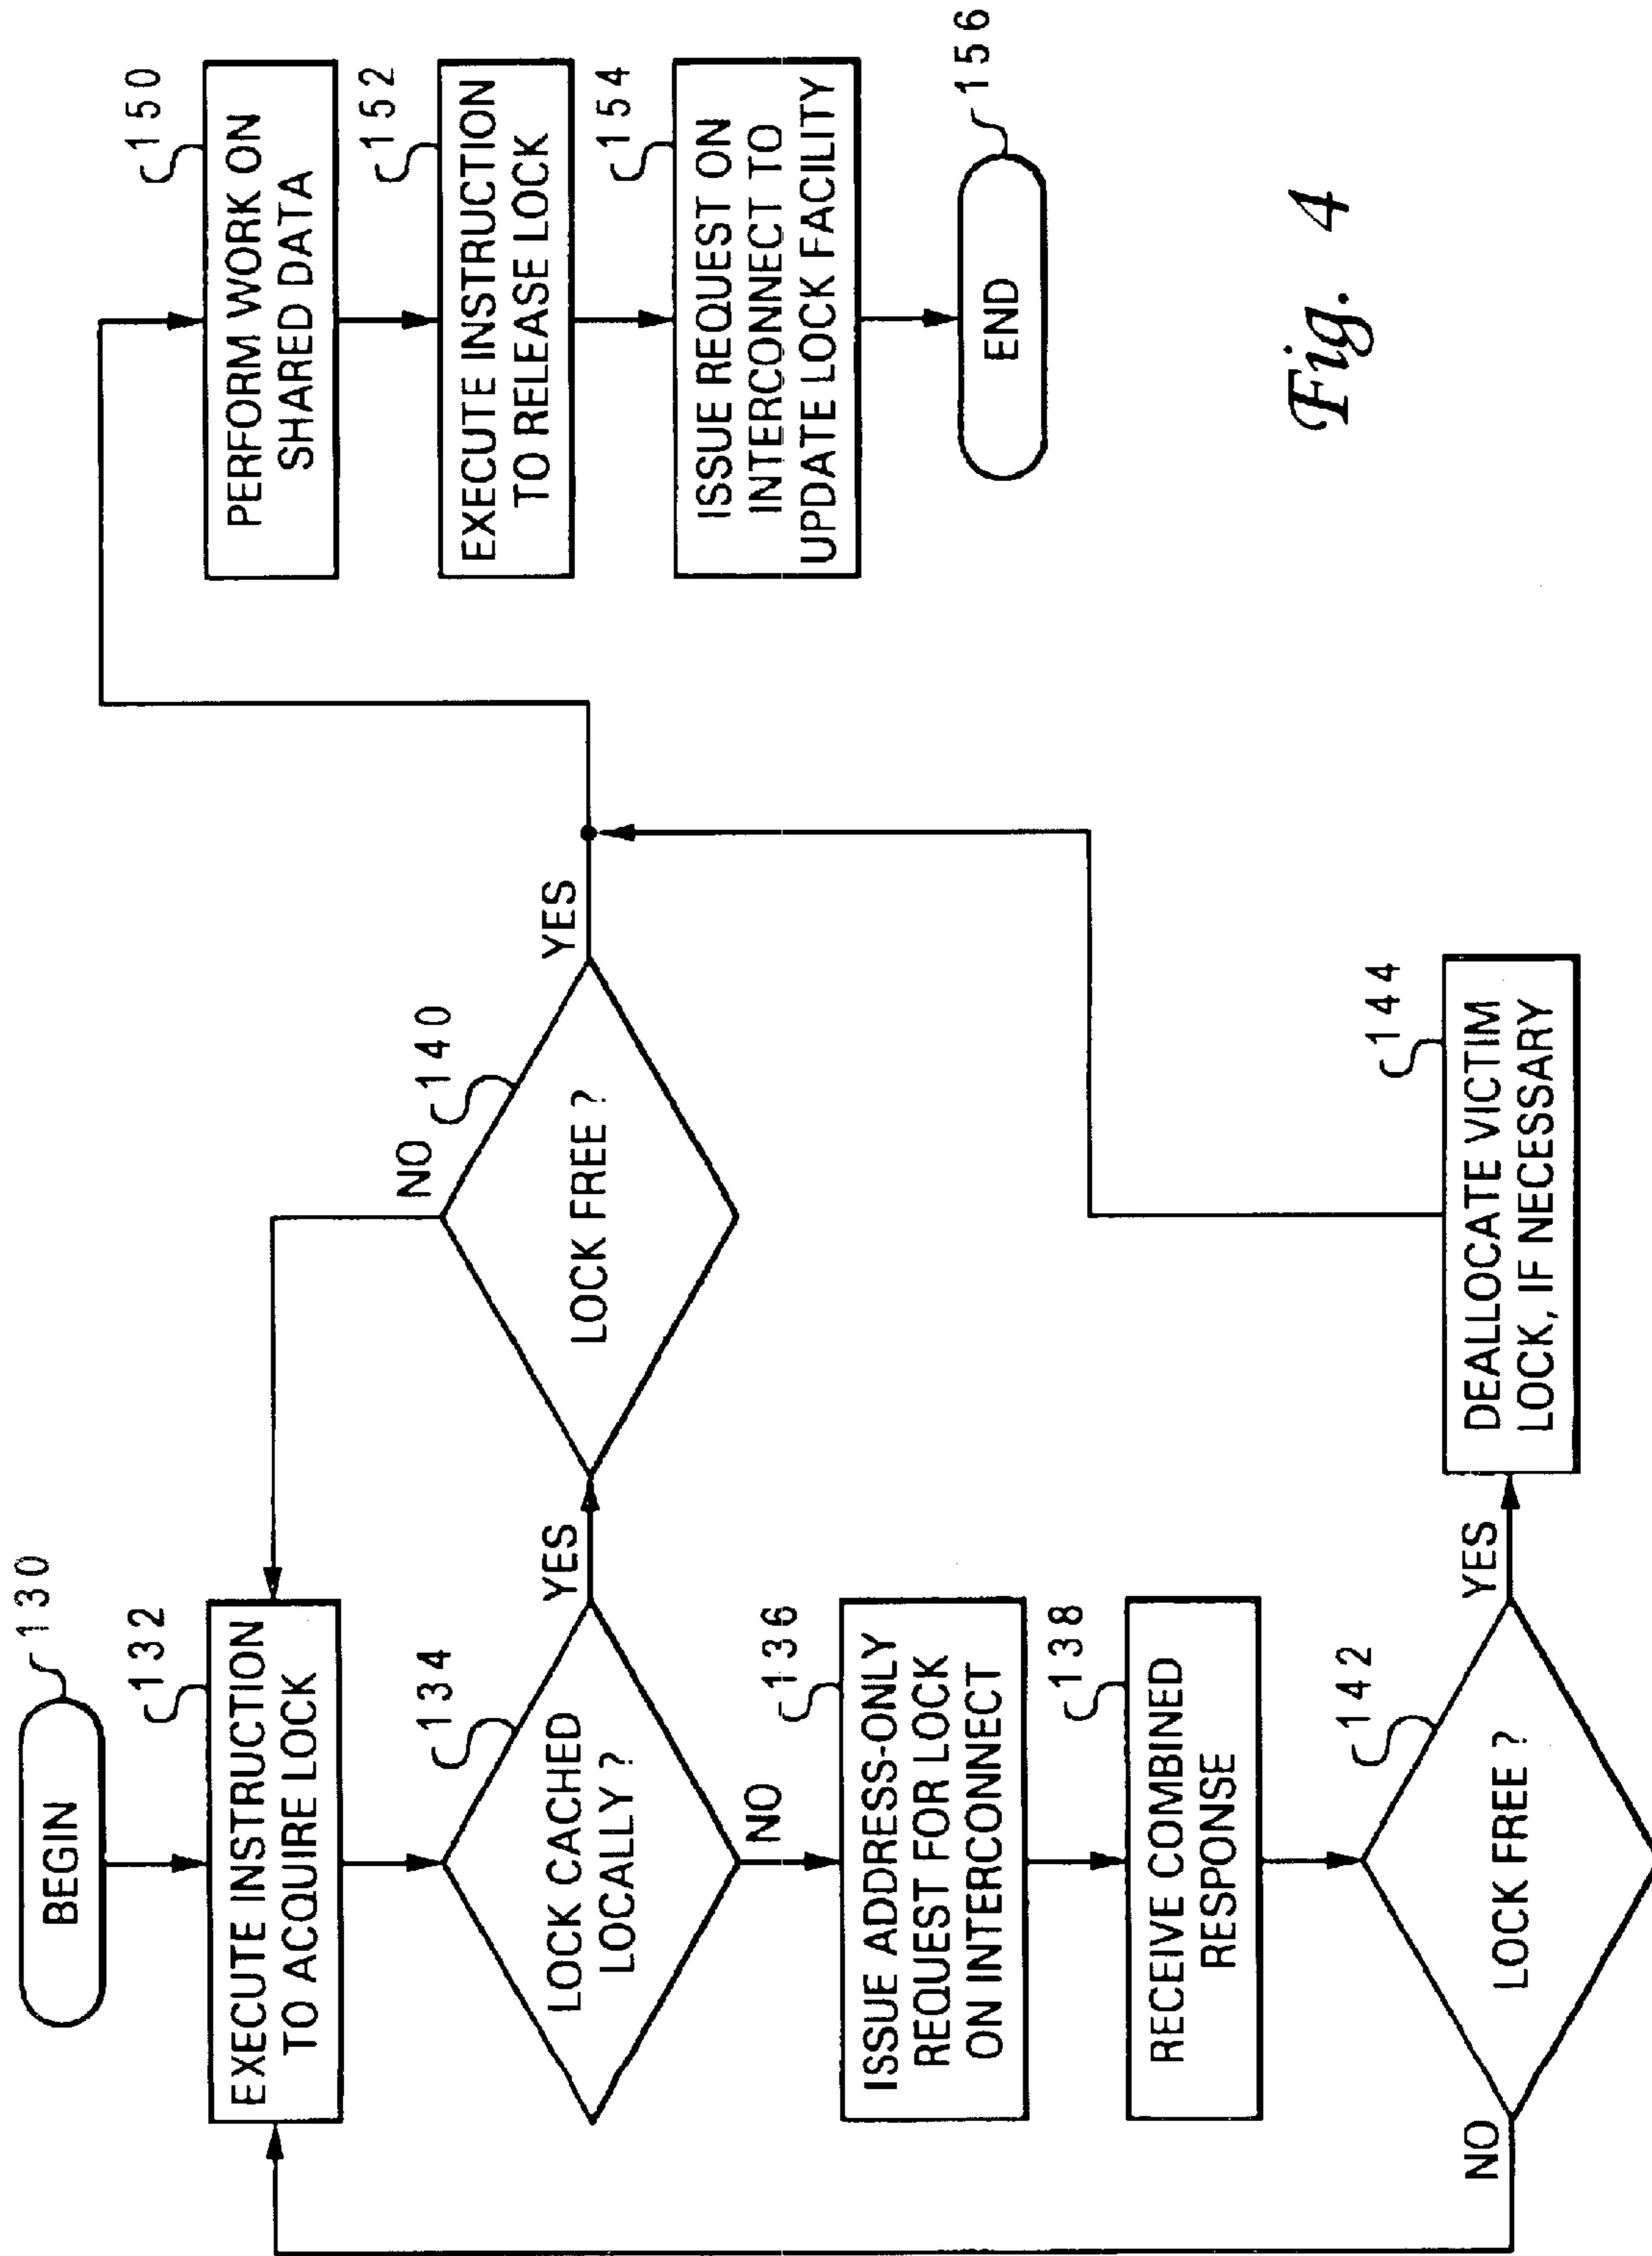 BEGIN
130
132
EXECUTE INSTRUCTION
TO ACQUIRE LOCK
134
LOCK CACHED
LOCALLY ?
YES
NO
136
ISSUE ADDRESS-ONLY
REQUEST FOR LOCK
ON INTERCONNECT
138
RECEIVE COMBINED
RESPONSE
142
LOCK FREE ?
NO
YES
NO
140
LOCK FREE ?
YES
144
DEALLOCATE VICTIM
LOCK, IF NECESSARY
150
PERFORM WORK ON
SHARED DATA
152
EXECUTE INSTRUCTION
TO RELEASE LOCK
154
ISSUE REQUEST ON
INTERCONNECT TO
UPDATE LOCK FACILITY
156
END
Fig. 4